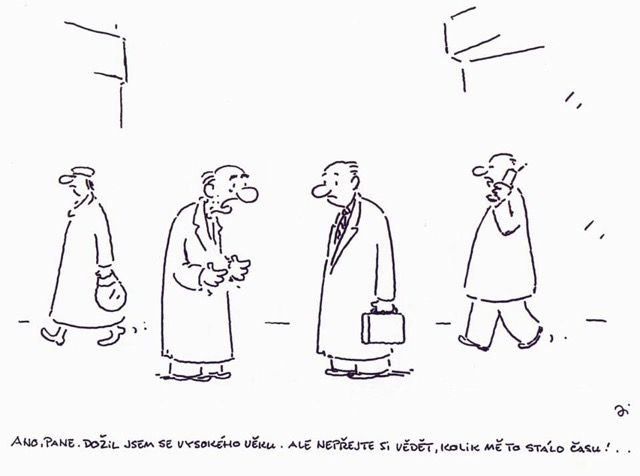 ANO, PANE. DOŽIL JSEM SE VYSOKÉHO VĚKU. ALE NEPŘEJTE SI VĚDĚT, KOLIK MĚ TO STÁLO ČASU! . .